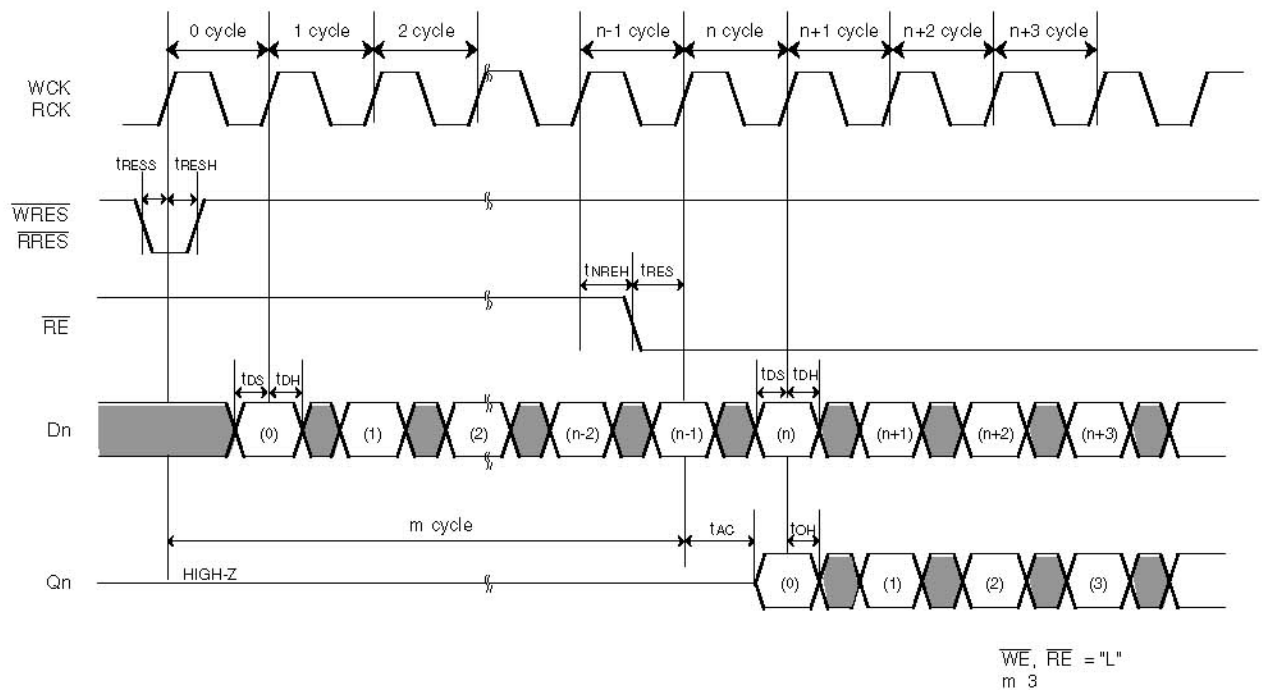 0 cycle 1 cycle 2 cycle n-1 cycle n cycle n+1 cycle n+2 cycle n+3 cycle
WCK
RCK
tRESS tRESH
WRES
RRES
tNREH tRES
RE
tDS tDH tDS tDH
Dn (0) (1) (2) (n-2) (n-1) (n) (n+1) (n+2) (n+3)
m cycle tAC tOH
HIGH-Z
Qn (0) (1) (2) (3)
WE, RE = "L"
m 3